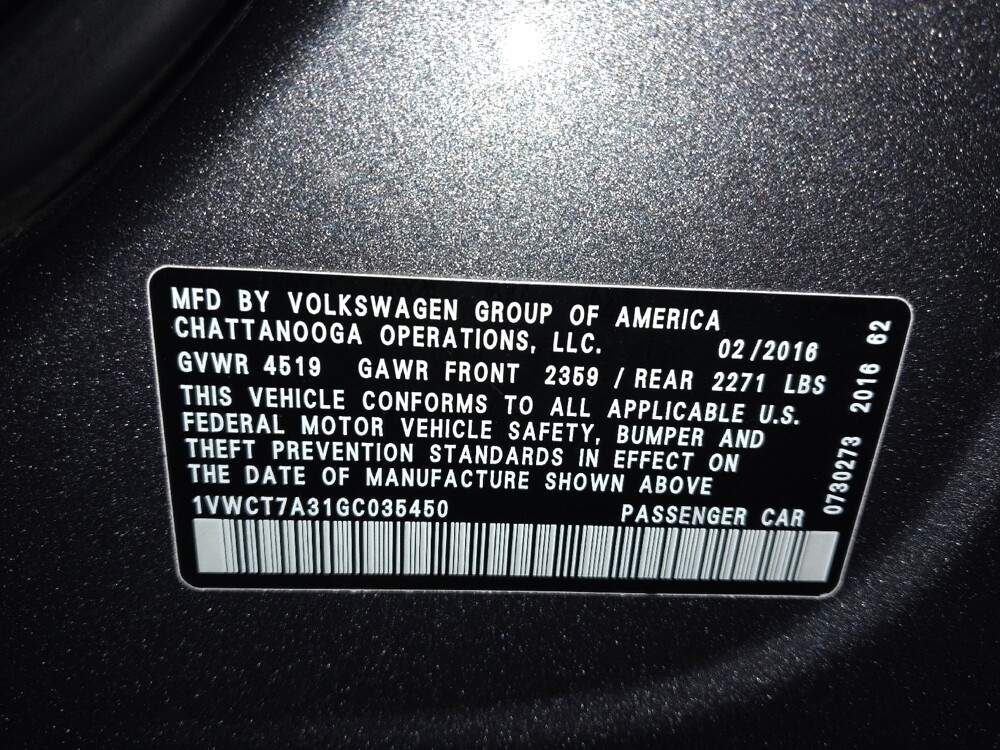 MFD BY VOLKSWAGEN GROUP OF AMERICA
CHATTANOOGA OPERATIONS, LLC. 02/2016
GVWR 4519 GAWR FRONT 2359 / REAR 2271 LBS
THIS VEHICLE CONFORMS TO ALL APPLICABLE U.S.
FEDERAL MOTOR VEHICLE SAFETY, BUMPER AND
THEFT PREVENTION STANDARDS IN EFFECT ON
THE DATE OF MANUFACTURE SHOWN ABOVE
1VWCT7A31GC035450 PASSENGER CAR
0730273 2016 62